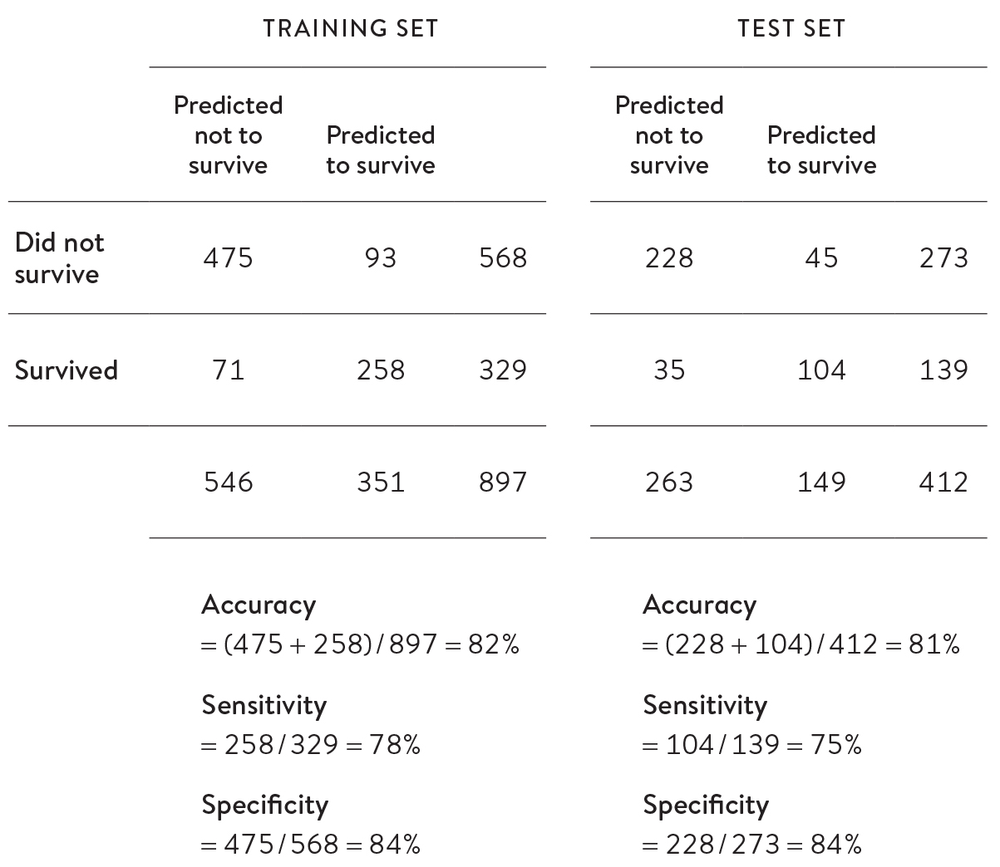 TRAINING SET TEST SET
Predicted not to survive Predicted to survive Predicted not to survive Predicted to survive
Did not survive 475 93 568 228 45 273
Survived 71 258 329 35 104 139
546 351 897 263 149 412
Accuracy Accuracy
= (475 + 258)/897 = 82% = (228 + 104)/412 = 81%
Sensitivity Sensitivity
= 258/329 = 78% = 104/139 = 75%
Specificity Specificity
= 475/568 = 84% = 228/273 = 84%